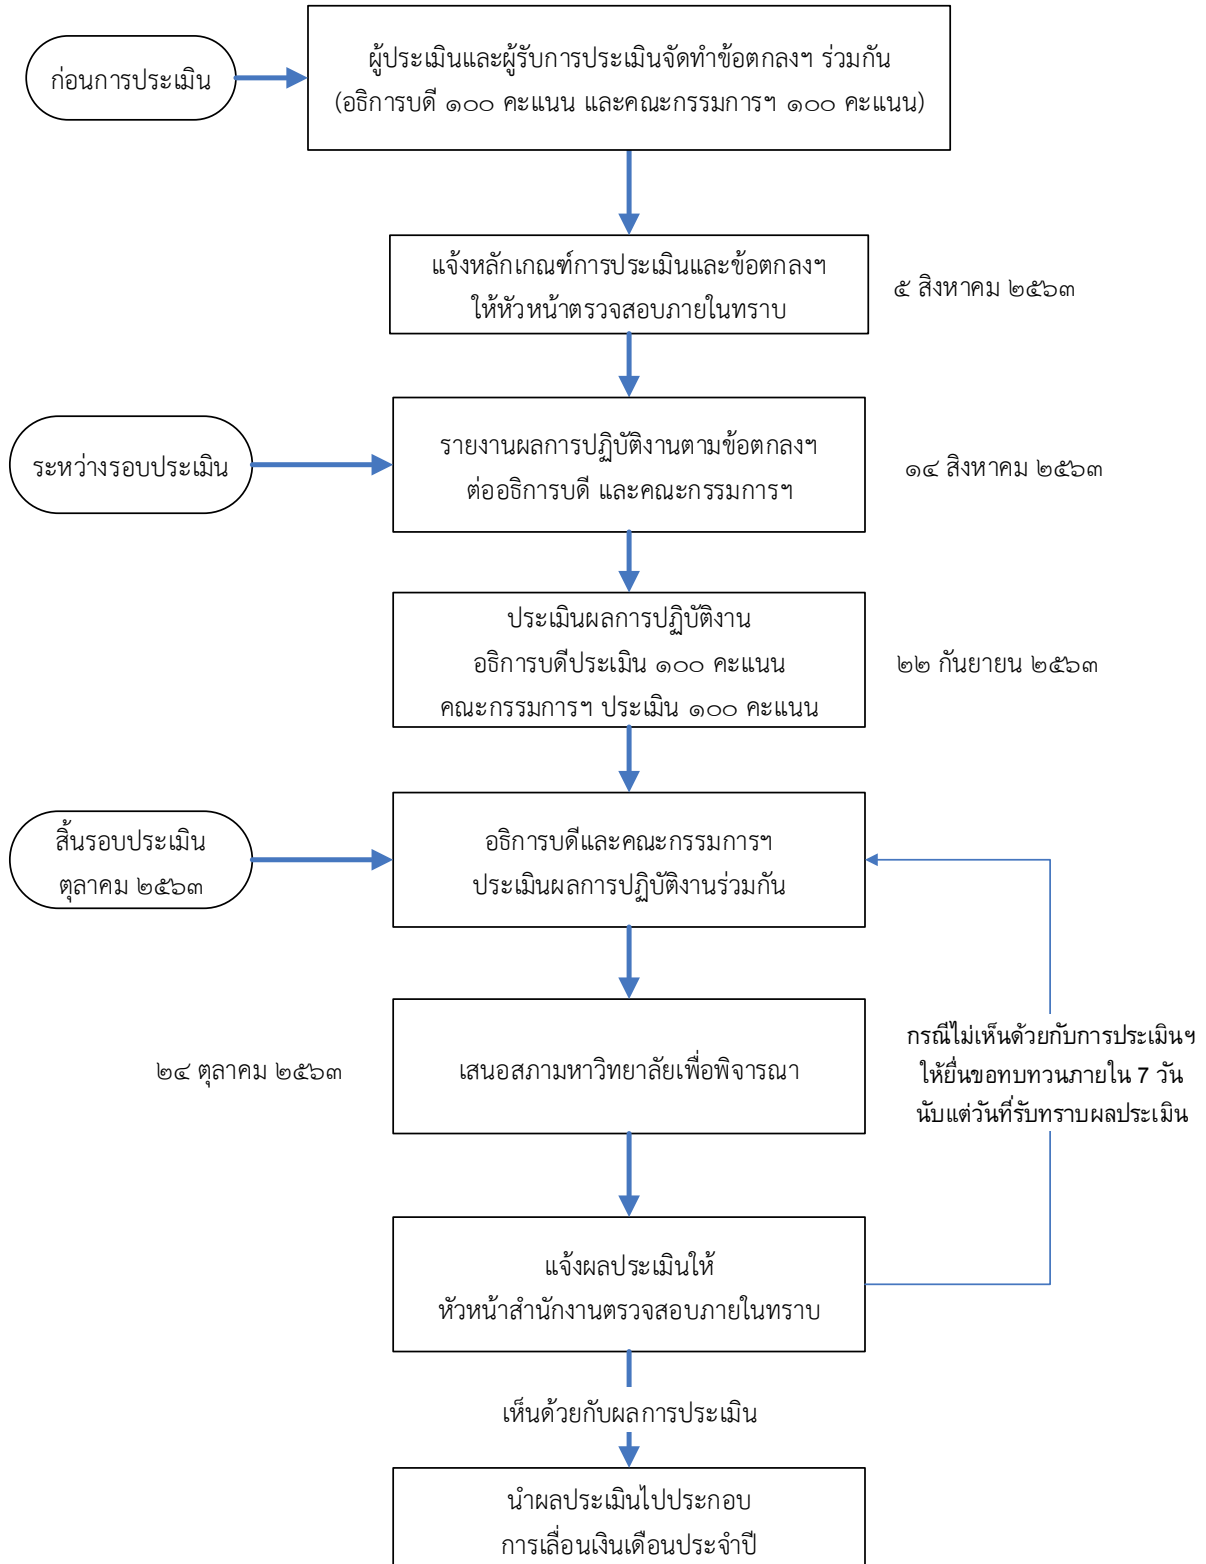 ก่อนการประเมิน
ผู้ประเมินและผู้รับการประเมินจัดทำข้อตกลงฯ ร่วมกัน
(อธิการบดี ๑๐๐ คะแนน และคณะกรรมการฯ ๑๐๐ คะแนน)
แจ้งหลักเกณฑ์การประเมินและข้อตกลงฯ
ให้หัวหน้าตรวจสอบภายในทราบ
๕ สิงหาคม ๒๕๖๓
ระหว่างรอบประเมิน
รายงานผลการปฏิบัติงานตามข้อตกลงฯ
ต่ออธิการบดี และคณะกรรมการฯ
๑๔ สิงหาคม ๒๕๖๓
ประเมินผลการปฏิบัติงาน
อธิการบดีประเมิน ๑๐๐ คะแนน
คณะกรรมการฯ ประเมิน ๑๐๐ คะแนน
๒๒ กันยายน ๒๕๖๓
สิ้นรอบประเมิน
ตุลาคม ๒๕๖๓
อธิการบดีและคณะกรรมการฯ
ประเมินผลการปฏิบัติงานร่วมกัน
๒๔ ตุลาคม ๒๕๖๓
เสนอสภามหาวิทยาลัยเพื่อพิจารณา
กรณีไม่เห็นด้วยกับการประเมินฯ
ให้ยื่นขอทบทวนภายใน 7 วัน
นับแต่วันที่รับทราบผลประเมิน
แจ้งผลประเมินให้
หัวหน้าสำนักงานตรวจสอบภายในทราบ
เห็นด้วยกับผลการประเมิน
นำผลประเมินไปประกอบ
การเลื่อนเงินเดือนประจำปี